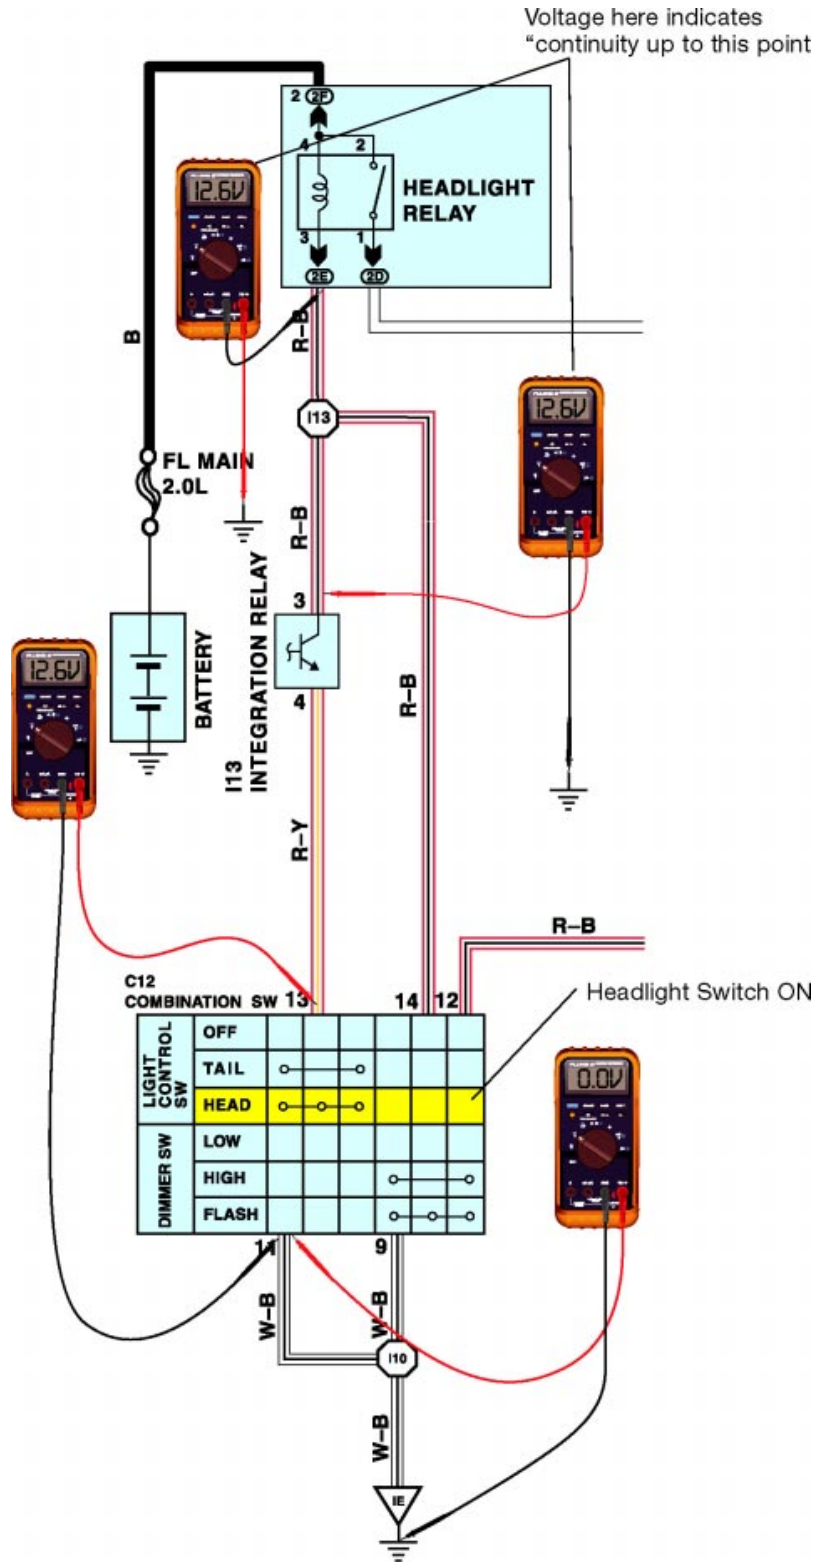 Voltage here indicates
“continuity up to this point
2 2F
4 2
HEADLIGHT
RELAY
3 1
2E 2D
12.6V
B
R–B
I13
12.6V
FL MAIN
2.0L
R–B
I13
INTEGRATION RELAY
3
4
BATTERY
12.6V
R–B
R–Y
R–B
C12
COMBINATION SW 13 14 12
Headlight Switch ON
LIGHT
CONTROL
SW
OFF
TAIL
HEAD
DIMMER SW
LOW
HIGH
FLASH
0.0V
11 9
W–B
W–B
I10
W–B
IE